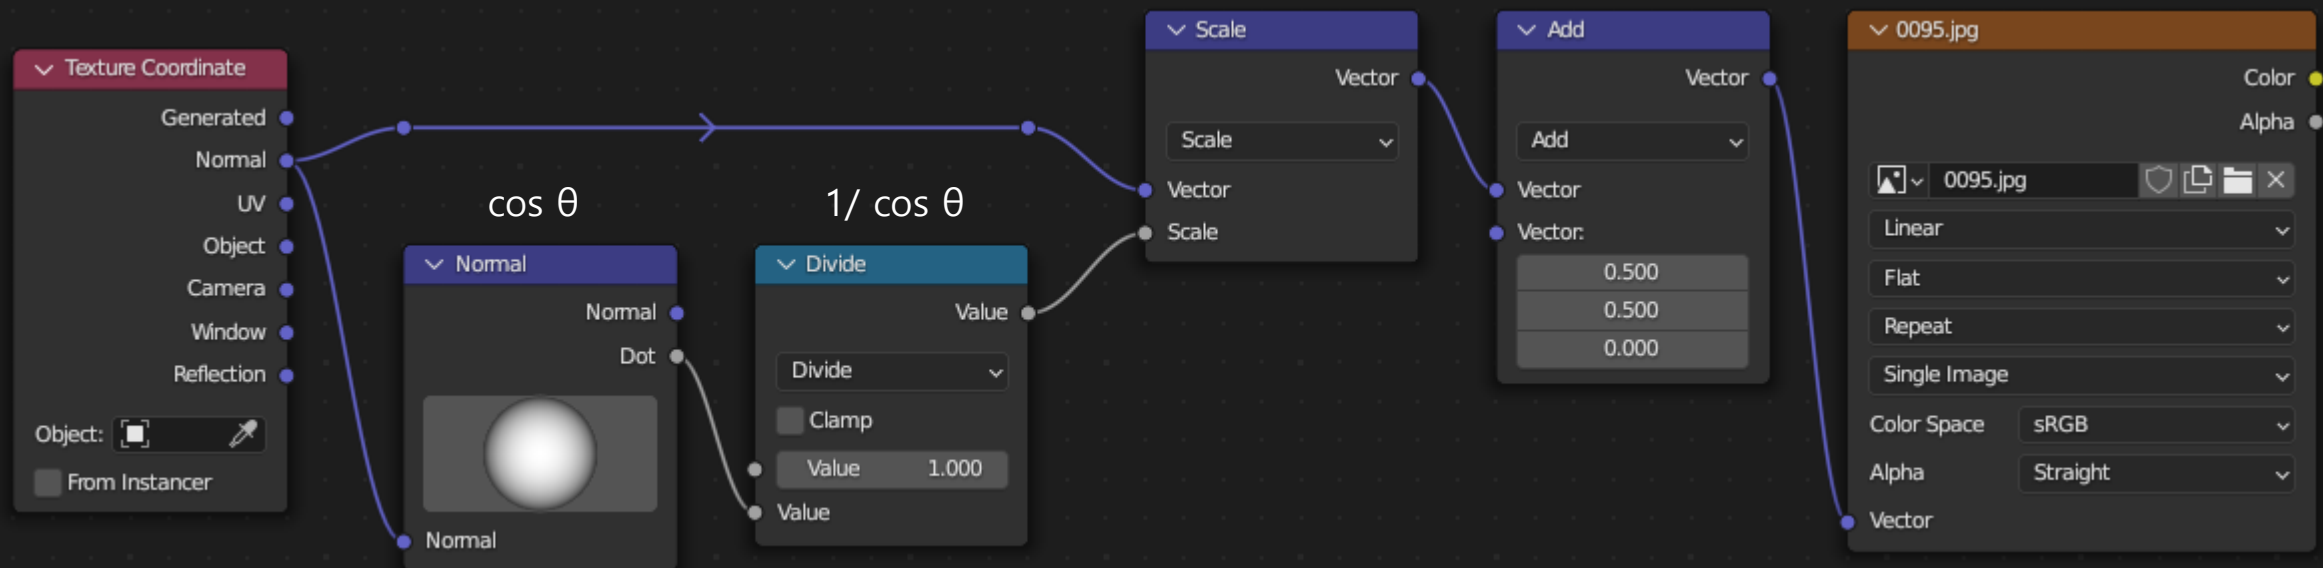 Texture Coordinate
Generated
Normal
UV
Object
Camera
Window
Reflection
Object:
From Instancer
cos θ
Normal
Normal
Dot
Normal
1/ cos θ
Divide
Value
Divide
Clamp
Value 1.000
Value
Scale
Vector
Scale
Vector
Scale
Add
Vector
Add
Vector
Vector:
0.500
0.500
0.000
0095.jpg
Color
Alpha
0095.jpg
Linear
Flat
Repeat
Single Image
Color Space sRGB
Alpha Straight
Vector